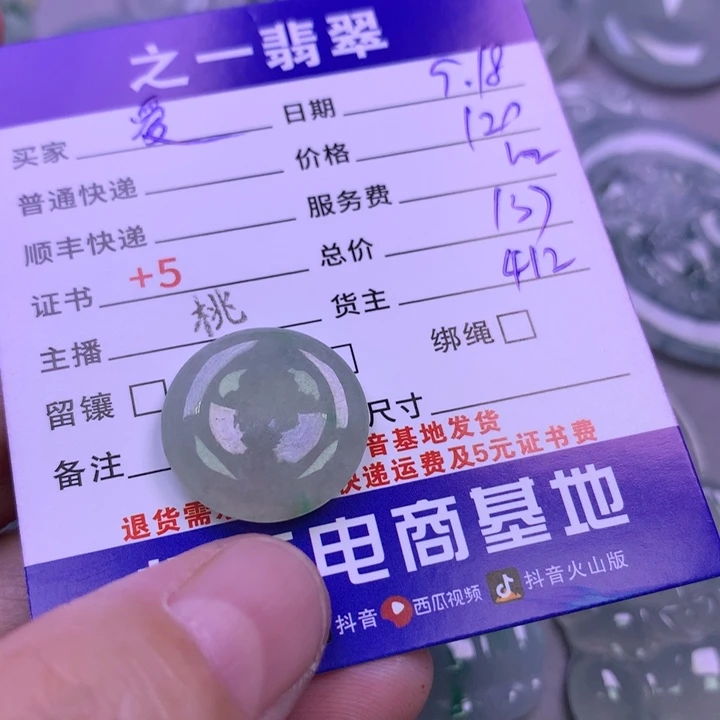 之一翡翠
买家 爱 日期 5.18
普通快递 价格 120
顺丰快递 服务费 12
证书 +5 总价 137
主播 桃 货主 412
留镶 绑绳
备注 尺寸
音基地发货
退货需 快递运费及5元证书费
电商基地
抖音 西瓜视频 抖音火山版